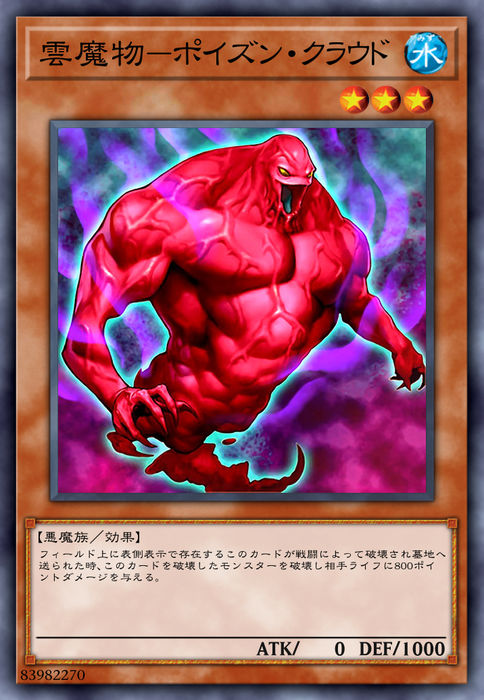 雲魔物－ポイズン・クラウド
みず
水
【悪魔族／効果】
フィールド上に表側表示で存在するこのカードが戦闘によって破壊され墓地へ
送られた時、このカードを破壊したモンスターを破壊し相手ライフに800ポイ
ントダメージを与える。
ATK/ 0 DEF/1000
83982270